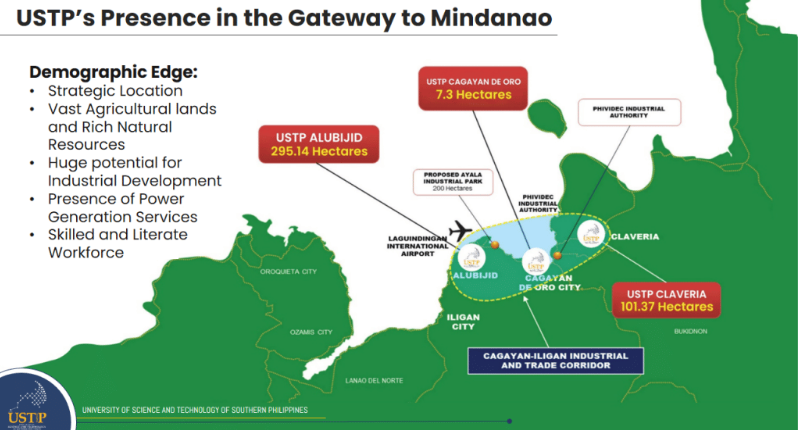 USTP's Presence in the Gateway to Mindanao
Demographic Edge:
• Strategic Location
• Vast Agricultural lands
and Rich Natural
Resources
• Huge potential for
Industrial Development
• Presence of Power
Generation Services
• Skilled and Literate
Workforce
USTP CAGAYAN DE ORO
7.3 Hectares
PHIVIDEC INDUSTRIAL
AUTHORITY
USTP ALUBIJID
295.14 Hectares
PROPOSED AYALA
INDUSTRIAL PARK
200 Hectares
PHIVIDEC
INDUSTRIAL
AUTHORITY
LAGUINDINGAN
INTERNATIONAL
AIRPORT
CLAVERIA
ALUBIJID
CAGAYAN
DE ORO CITY
OROQUIETA CITY
USTP CLAVERIA
101.37 Hectares
ILIGAN
CITY
OZAMIS CITY
BUKIDNON
CAGAYAN-ILIGAN INDUSTRIAL
AND TRADE CORRIDOR
LANAO DEL NORTE
USTP
UNIVERSITY OF SCIENCE AND TECHNOLOGY OF SOUTHERN PHILIPPINES